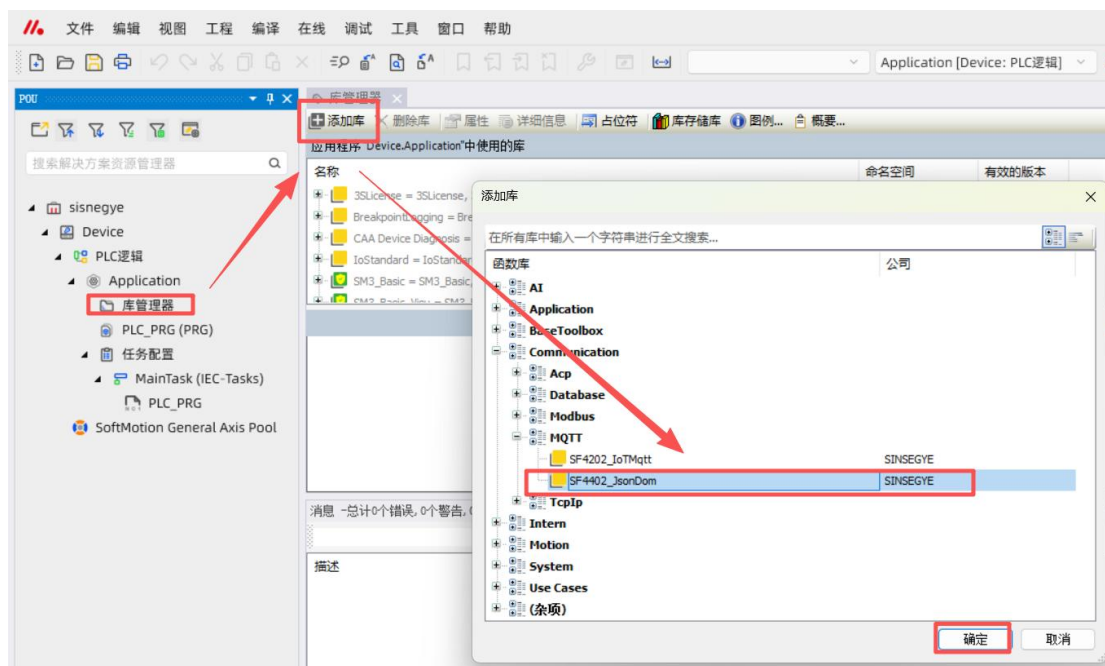 文件 编辑 视图 工程 编译 在线 调试 工具 窗口 帮助
Application [Device: PLC逻辑]
POU
库管理器
添加库 删除库 属性 详细信息 占位符 库存储库 图例... 概要...
搜索解决方案资源管理器
应用程序"Device.Application"中使用的库
名称 命名空间 有效的版本
3SLicense = 3SLicense,
BreakpointLogging = Bre
CAA Device Diagnosis =
IoStandard = IoStandar
SM3_Basic = SM3_Basic,
sisnegye
Device
PLC逻辑
Application
库管理器
PLC_PRG (PRG)
任务配置
MainTask (IEC-Tasks)
PLC_PRG
SoftMotion General Axis Pool
添加库
在所有库中输入一个字符串进行全文搜索...
函数库 公司
AI
Application
BaseToolbox
Communication
Acp
Database
Modbus
MQTT
SF4202_IoTMqtt SINSEGYE
SF4402_JsonDom SINSEGYE
TcpIp
Intern
Motion
System
Use Cases
(杂项)
确定 取消
消息 -总计0个错误, 0个警告,
描述